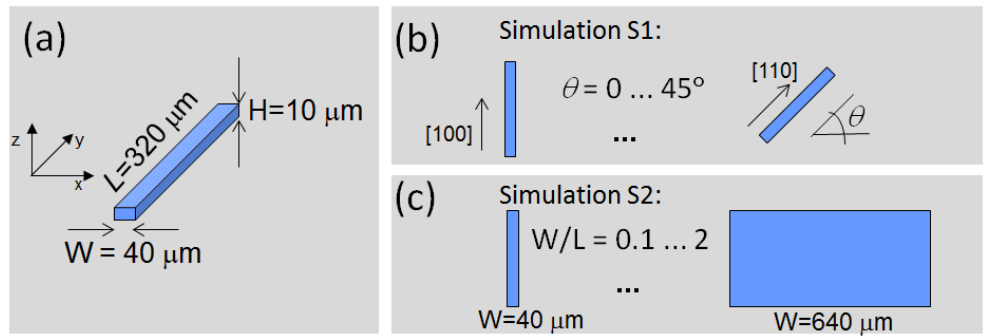 (a)
L=320 μm
H=10 μm
z
y
x
W = 40 μm
(b)
Simulation S1:
[100]
θ = 0 ... 45°
...
[110]
θ
(c)
Simulation S2:
W/L = 0.1 ... 2
...
W=40 μm
W=640 μm